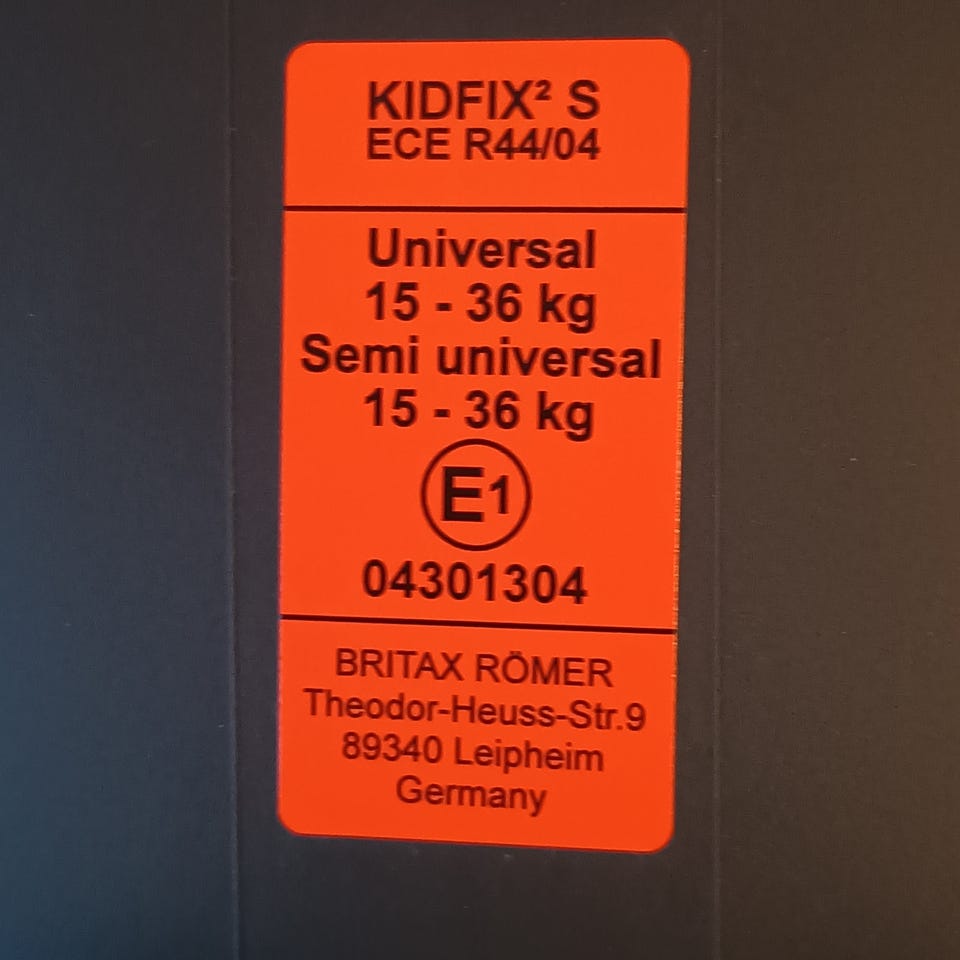 KIDFIX² S
ECE R44/04
Universal
15 - 36 kg
Semi universal
15 - 36 kg
E1
04301304
BRITAX RÖMER
Theodor-Heuss-Str.9
89340 Leipheim
Germany